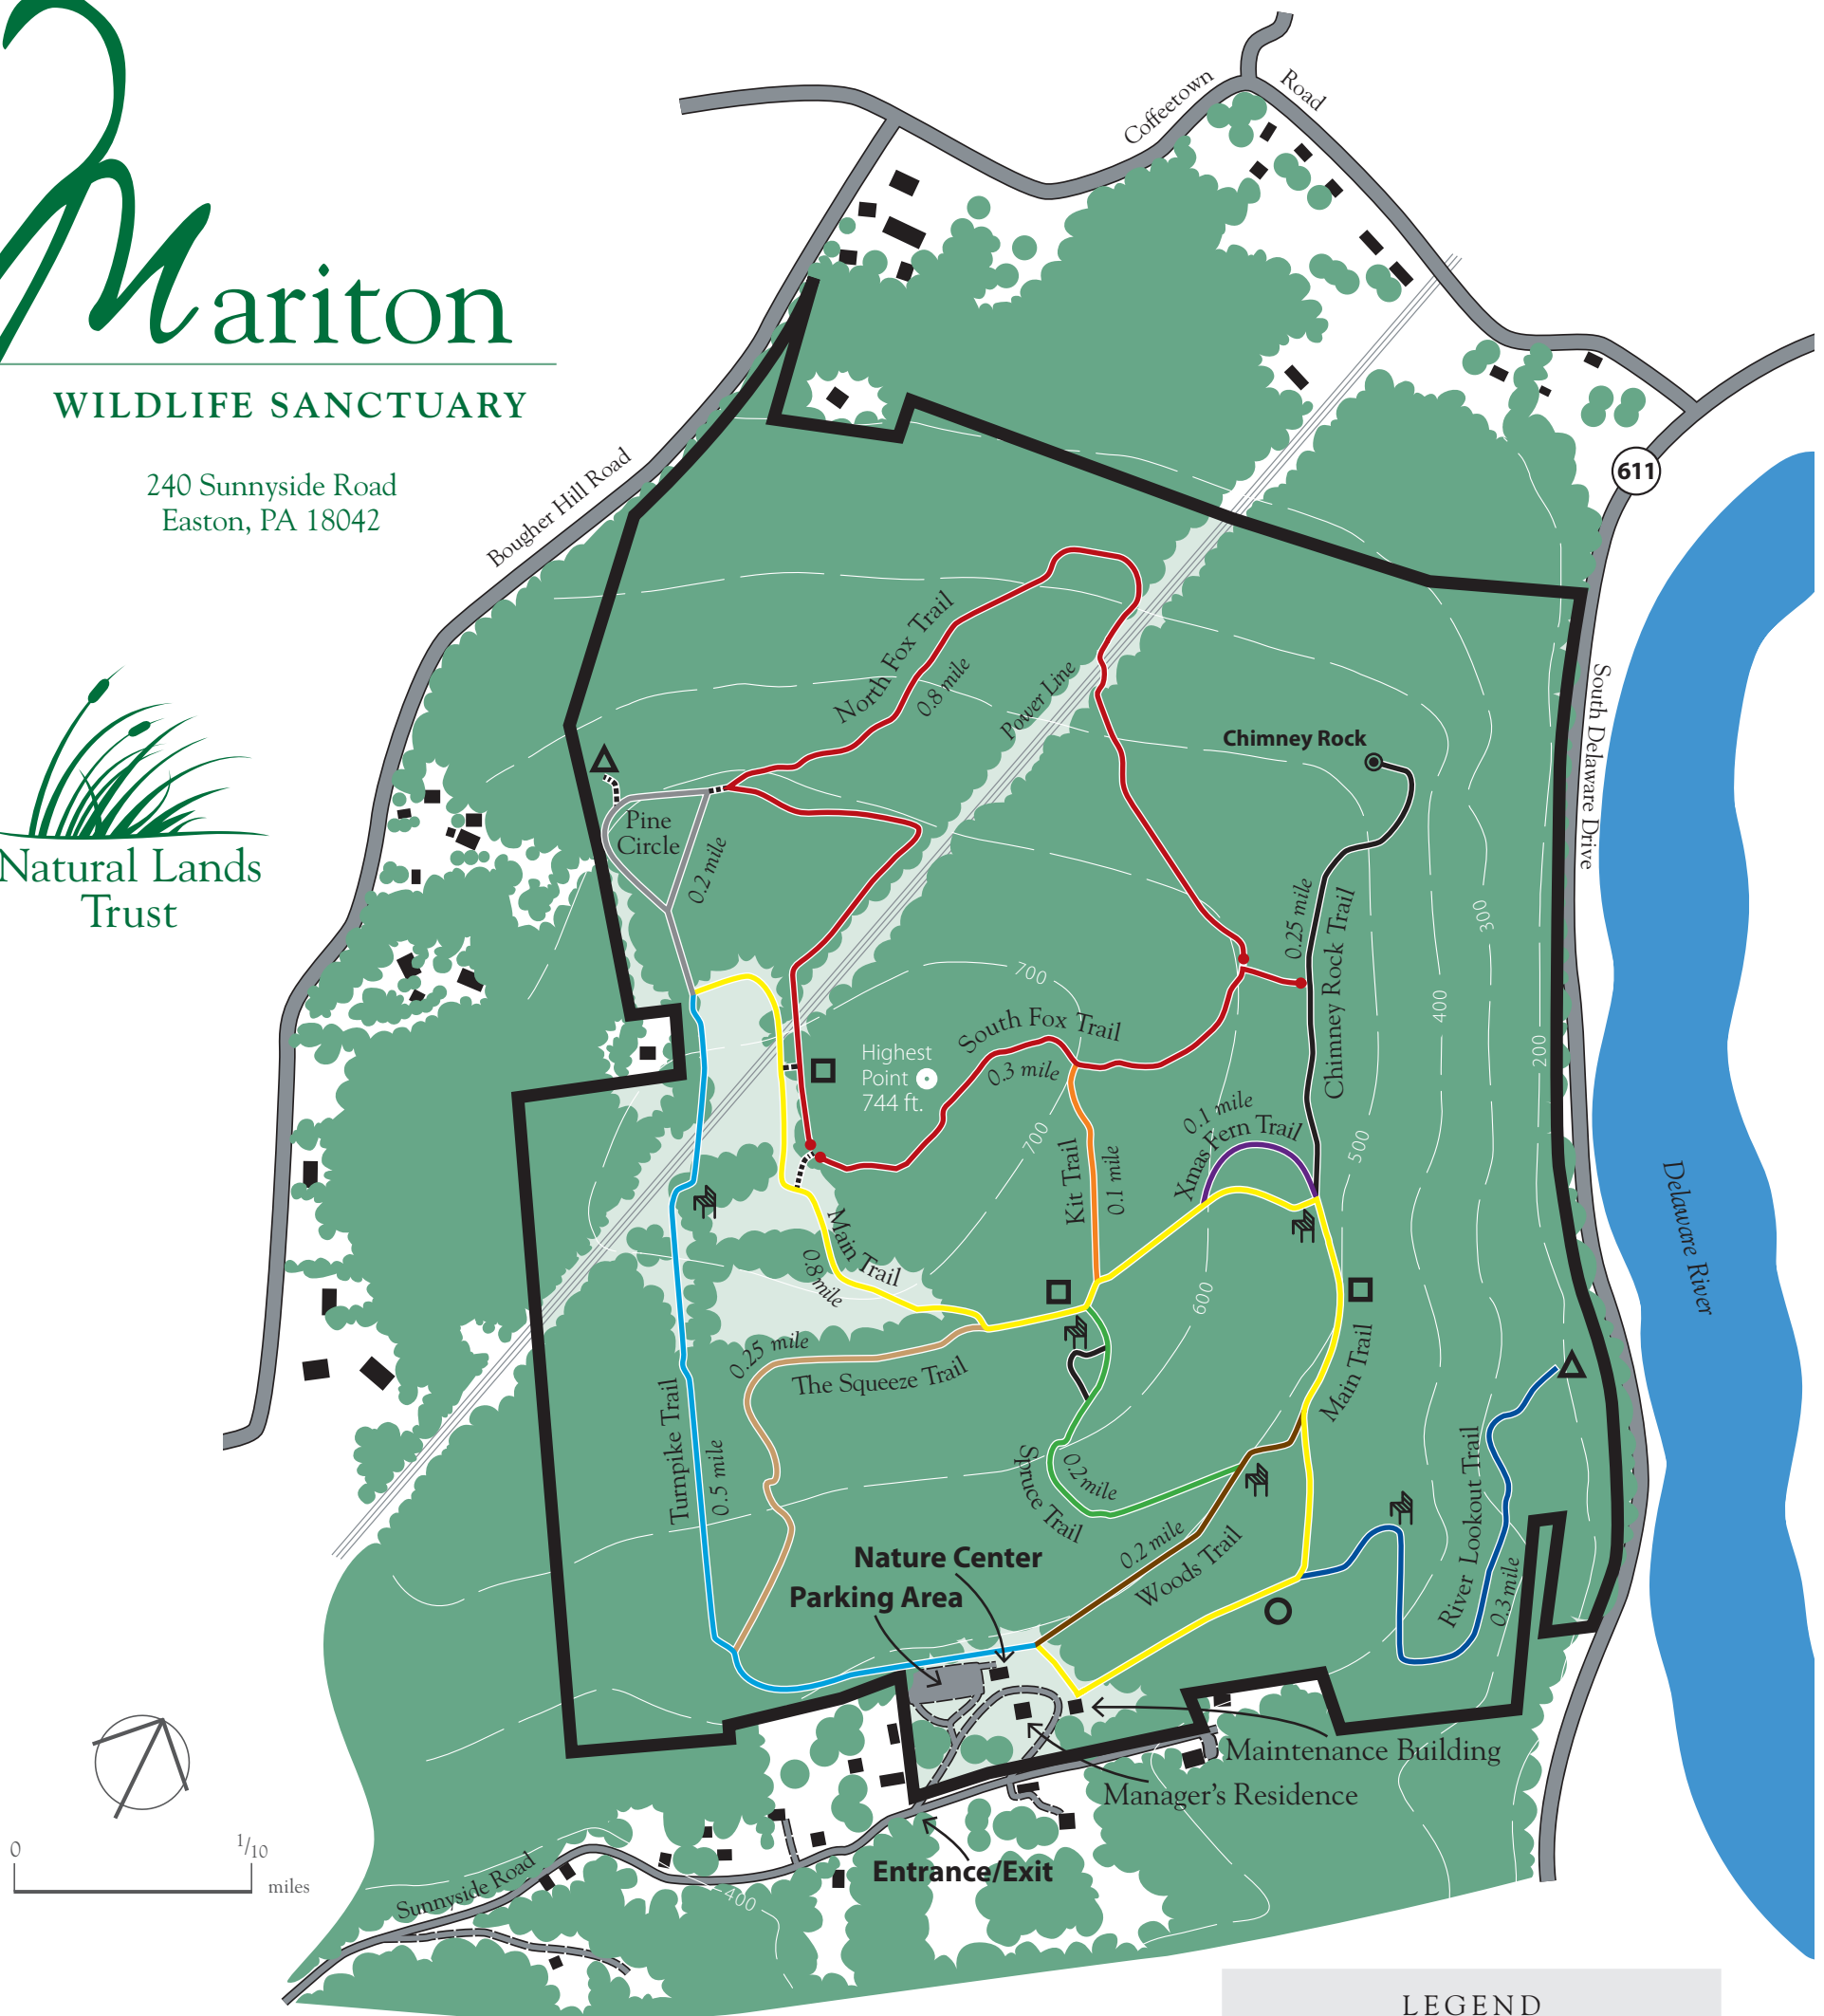 Mariton
WILDLIFE SANCTUARY
240 Sunnyside Road
Easton, PA 18042
Natural Lands
Trust
Coffeetown
Road
Bougher Hill Road
611
South Delaware Drive
Delaware River
North Fox Trail
0.8 mile
Power Line
Chimney Rock
Pine
Circle
0.2 mile
0.25 mile
Chimney Rock Trail
300
400
200
700
South Fox Trail
0.3 mile
Highest
Point
744 ft.
700
Kit Trail
0.1 mile
0.1 mile
Xmas Fern Trail
500
600
Main Trail
0.8 mile
0.25 mile
The Squeeze Trail
Turnpike Trail
0.5 mile
Main Trail
Spruce Trail
0.2 mile
0.2 mile
Woods Trail
River Lookout Trail
0.3 mile
Nature Center
Parking Area
Maintenance Building
Manager's Residence
Entrance/Exit
Sunnyside Road
400
0
1/10
miles
LEGEND